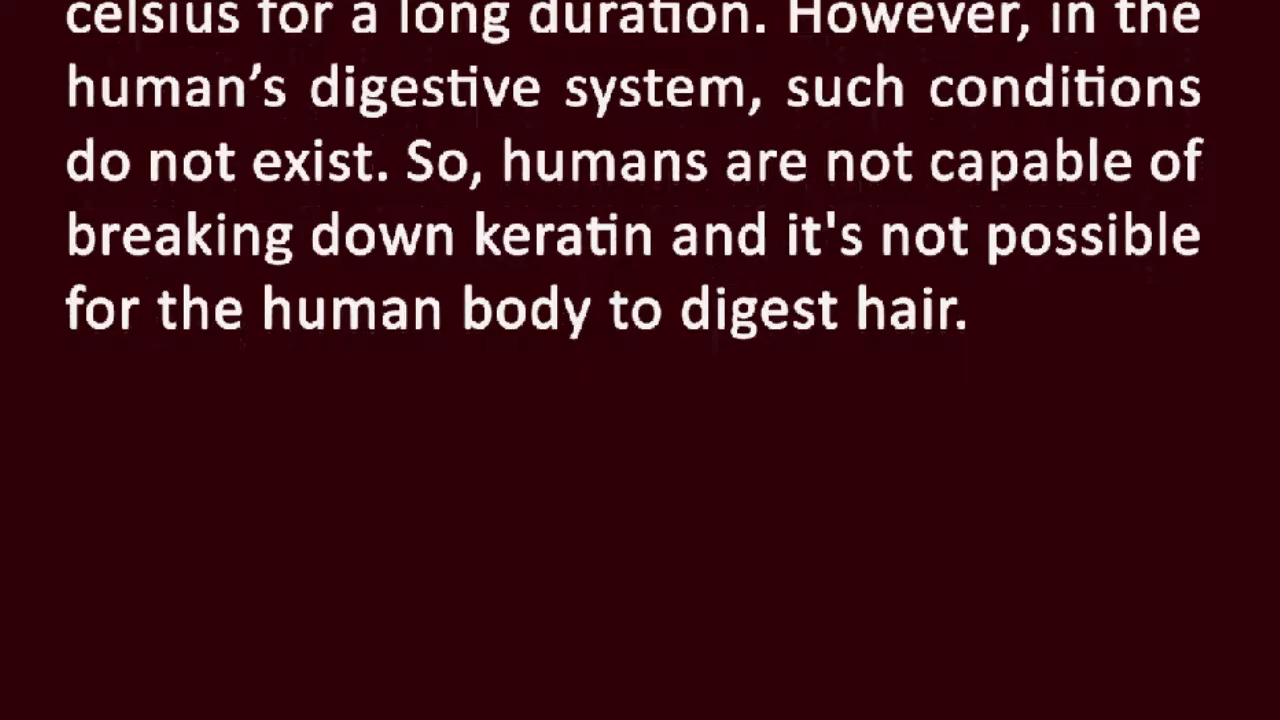 celsius for a long duration. However, in the
human’s digestive system, such conditions
do not exist. So, humans are not capable of
breaking down keratin and it's not possible
for the human body to digest hair.